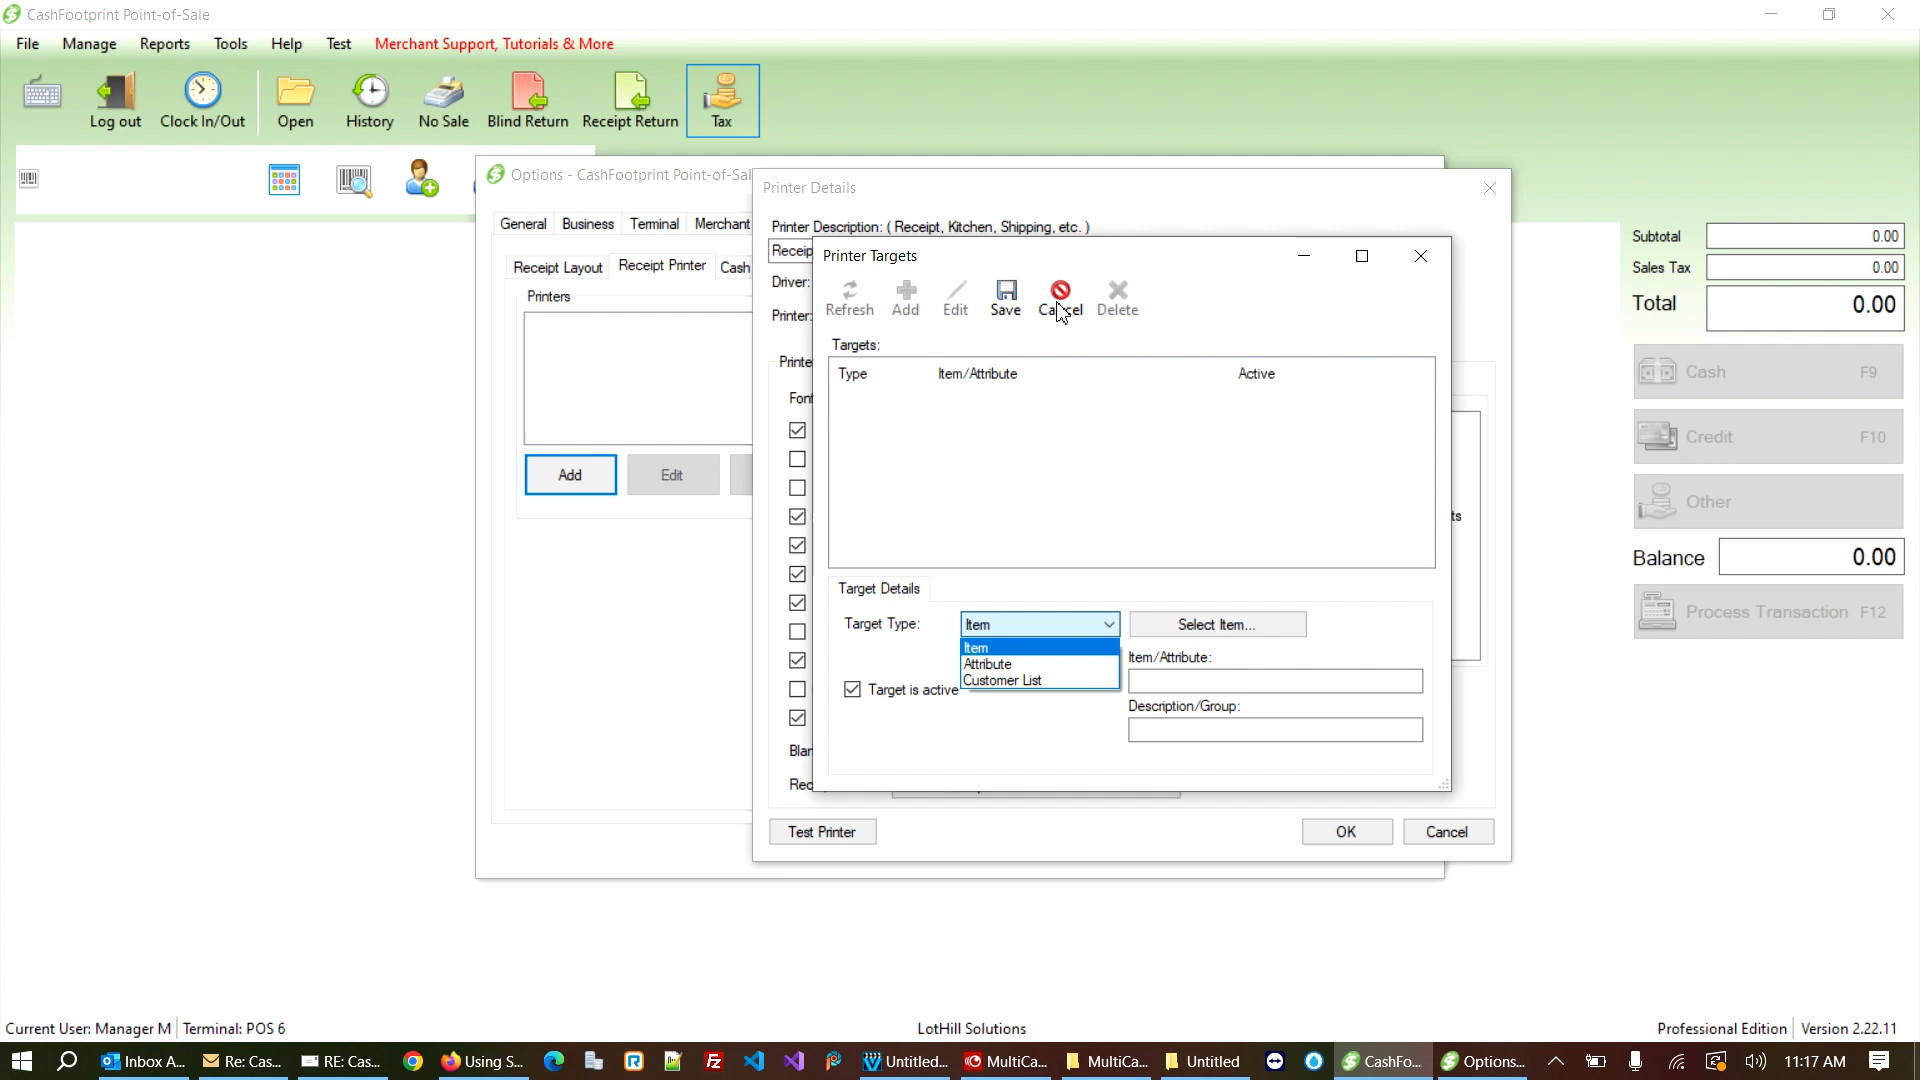 CashFootprint Point-of-Sale
File Manage Reports Tools Help Test Merchant Support, Tutorials & More
Log out Clock In/Out Open History No Sale Blind Return Receipt Return Tax
Options - CashFootprint Point-of-Sal
General Business Terminal Merchant
Receipt Layout Receipt Printer Cash
Printers
Add Edit
Printer Details
Printer Description: ( Receipt, Kitchen, Shipping, etc. )
Receip
Driver:
Printer:
Printe
Font
Blan
Rec
Test Printer OK Cancel
Printer Targets
Refresh Add Edit Save Cancel Delete
Targets:
Type Item/Attribute Active
Target Details
Target Type: Item Select Item...
Item
Attribute
Customer List
Item/Attribute:
Target is active
Description/Group:
ts
Subtotal 0.00
Sales Tax 0.00
Total 0.00
Cash F9
Credit F10
Other
Balance 0.00
Process Transaction F12
Current User: Manager M Terminal: POS 6 LotHill Solutions Professional Edition Version 2.22.11
Inbox A... Re: Cas... RE: Cas... Using S... Untitled... MultiCa... MultiCa... Untitled CashFo... Options... 11:17 AM